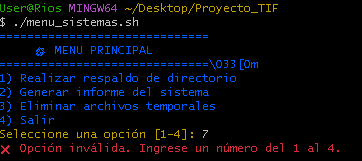 User@Rios MINGW64 ~/Desktop/Proyecto_TIF
$ ./menu_sistemas.sh
==========================
MENU PRINCIPAL
==========================\033[0m
1) Realizar respaldo de directorio
2) Generar informe del sistema
3) Eliminar archivos temporales
4) Salir
Seleccione una opción [1-4]: 7
❌ Opción inválida. Ingrese un número del 1 al 4.